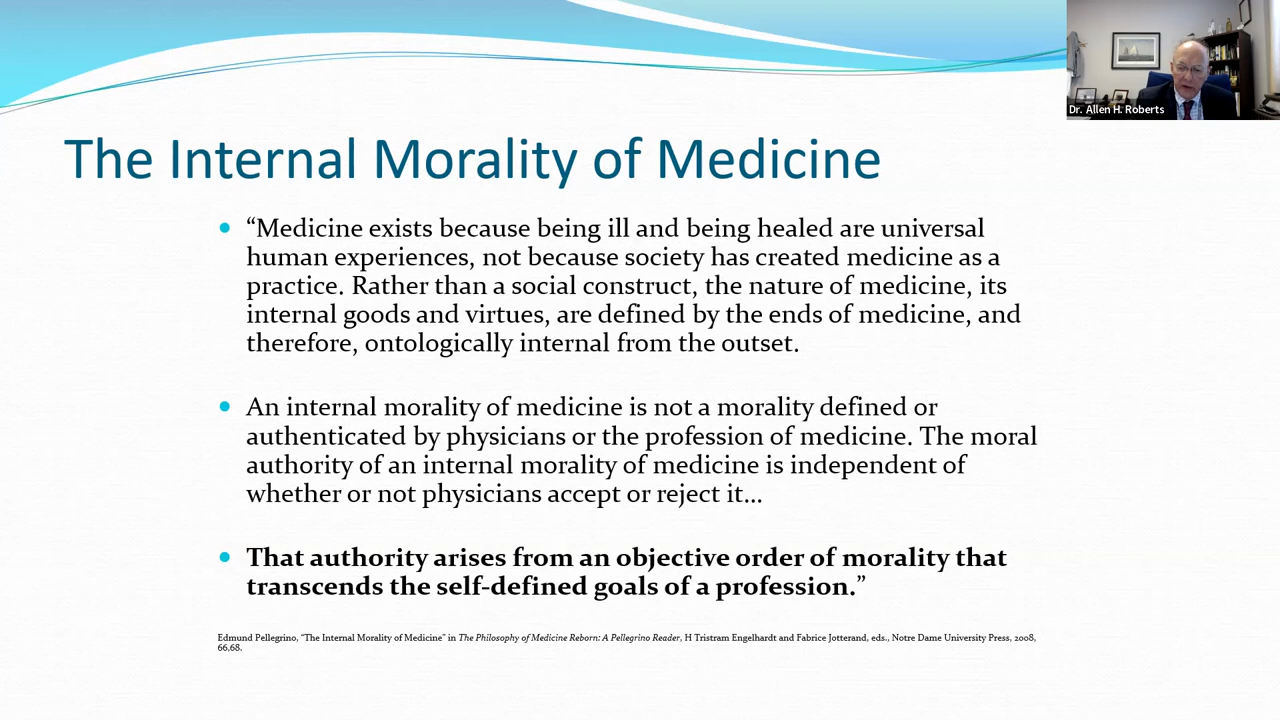 Dr. Allen H. Roberts
The Internal Morality of Medicine
“Medicine exists because being ill and being healed are universal
human experiences, not because society has created medicine as a
practice. Rather than a social construct, the nature of medicine, its
internal goods and virtues, are defined by the ends of medicine, and
therefore, ontologically internal from the outset.
An internal morality of medicine is not a morality defined or
authenticated by physicians or the profession of medicine. The moral
authority of an internal morality of medicine is independent of
whether or not physicians accept or reject it…
That authority arises from an objective order of morality that
transcends the self-defined goals of a profession.”
Edmund Pellegrino, “The Internal Morality of Medicine” in The Philosophy of Medicine Reborn: A Pellegrino Reader, H Tristram Engelhardt and Fabrice Jotterand, eds., Notre Dame University Press, 2008,
66,68.